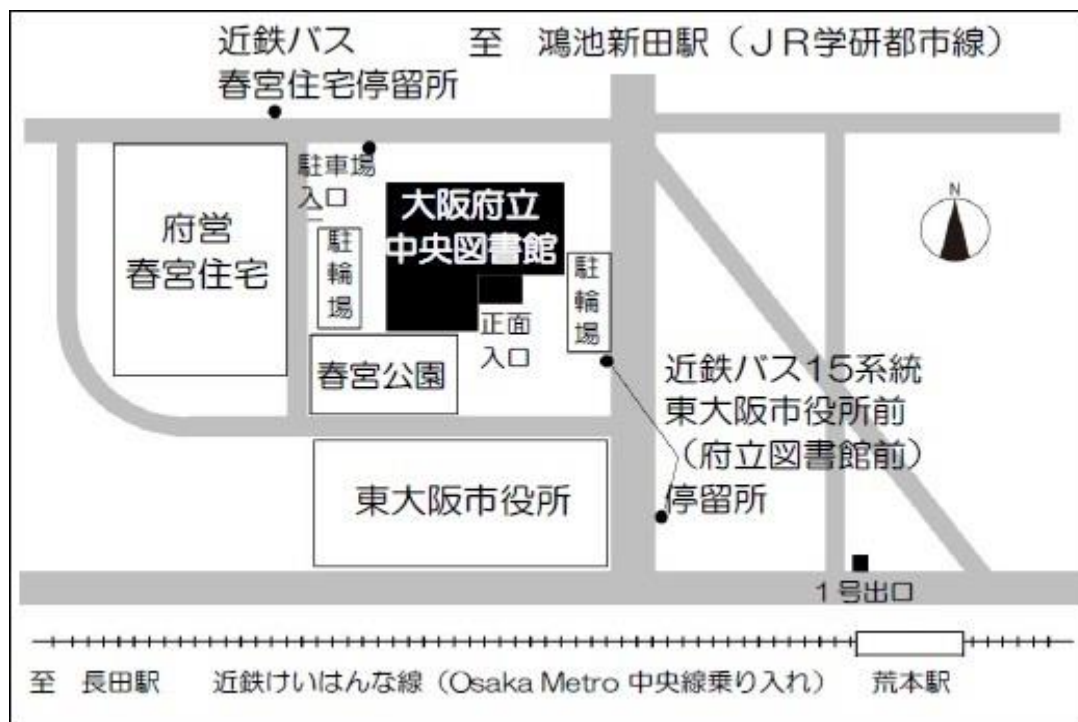 近鉄バス
春宮住宅停留所
至 鴻池新田駅（ＪＲ学研都市線）
駐車場
入口
大阪府立
中央図書館
N
府営
春宮住宅
駐輪場
駐輪場
正面
入口
春宮公園
近鉄バス15系統
東大阪市役所前
（府立図書館前）
停留所
東大阪市役所
１号出口
至 長田駅 近鉄けいはんな線（Osaka Metro 中央線乗り入れ） 荒本駅